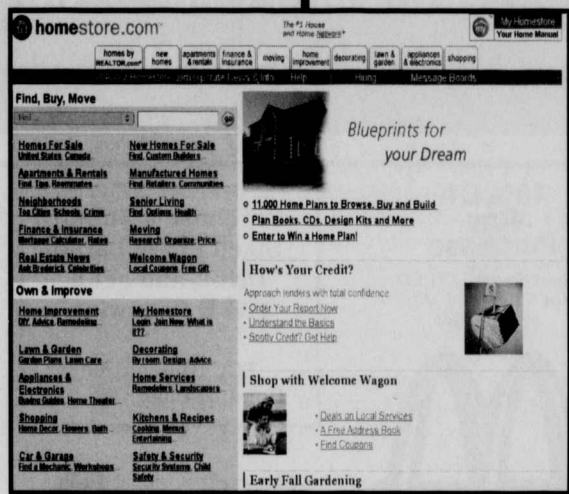 homestore.com™
The #1 House
and Home Network*
My Homestore
Your Home Manual
homes by
REALTOR.com®
new
homes
apartments
& rentals
finance &
insurance
moving
home
improvement
decorating
lawn &
garden
appliances
& electronics
shopping
Help
Hiring
Message Boards
Find, Buy, Move
Find ...
go
Homes For Sale
United States, Canada...
New Homes For Sale
Find, Custom Builders...
Apartments & Rentals
Find, Tips, Roommates...
Manufactured Homes
Find, Retailers, Communities...
Neighborhoods
Top Cities, Schools, Crime...
Senior Living
Find, Options, Health...
Finance & Insurance
Mortgage Calculator, Rates...
Moving
Research, Organize, Price...
Real Estate News
Ask Broderick, Celebrities
Welcome Wagon
Local Coupons, Free Gift
Own & Improve
Home Improvement
DIY, Advice, Remodeling...
My Homestore
Login, Join Now, What is
it??
Lawn & Garden
Garden Plans, Lawn Care...
Decorating
By room, Design, Advice...
Appliances &
Electronics
Buying Guides, Home Theater...
Home Services
Remodelers, Landscapers...
Shopping
Home Decor, Flowers, Bath...
Kitchens & Recipes
Cooking, Menus,
Entertaining...
Car & Garage
Find a Mechanic, Workshops...
Safety & Security
Security Systems, Child
Safety
Blueprints for
your Dream
11,000 Home Plans to Browse, Buy and Build
Plan Books, CDs, Design Kits and More
Enter to Win a Home Plan!
How's Your Credit?
Approach lenders with total confidence
• Order Your Report Now
• Understand the Basics
• Spotty Credit? Get Help
Shop with Welcome Wagon
• Deals on Local Services
• A Free Address Book
• Find Coupons
Early Fall Gardening